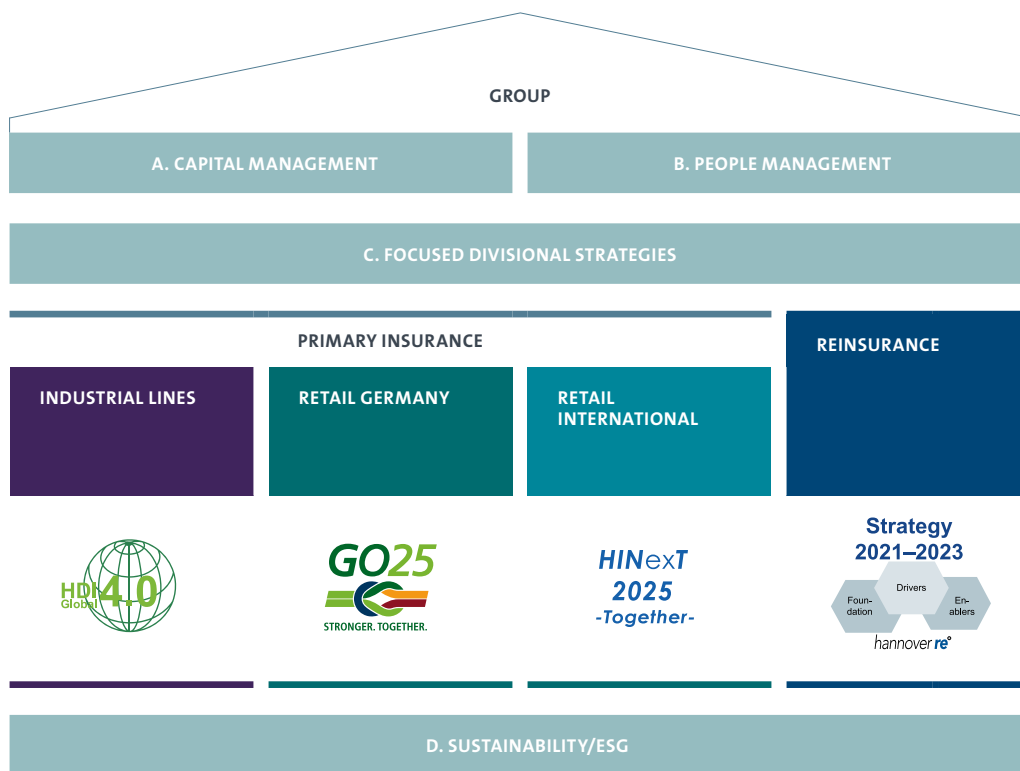 GROUP
A. CAPITAL MANAGEMENT
B. PEOPLE MANAGEMENT
C. FOCUSED DIVISIONAL STRATEGIES
PRIMARY INSURANCE
REINSURANCE
INDUSTRIAL LINES
RETAIL GERMANY
RETAIL
INTERNATIONAL
HDI 4.0
Global
GO25
STRONGER. TOGETHER.
HINexT
2025
-Together-
Strategy
2021–2023
Drivers
Foun-
dation
En-
ablers
hannover re°
D. SUSTAINABILITY/ESG